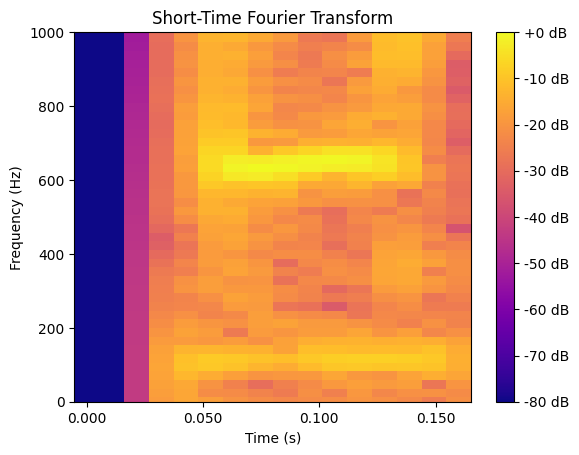 Short-Time Fourier Transform
1000
800
600
400
200
0
Frequency (Hz)
0.000
0.050
0.100
0.150
Time (s)
+0 dB
-10 dB
-20 dB
-30 dB
-40 dB
-50 dB
-60 dB
-70 dB
-80 dB